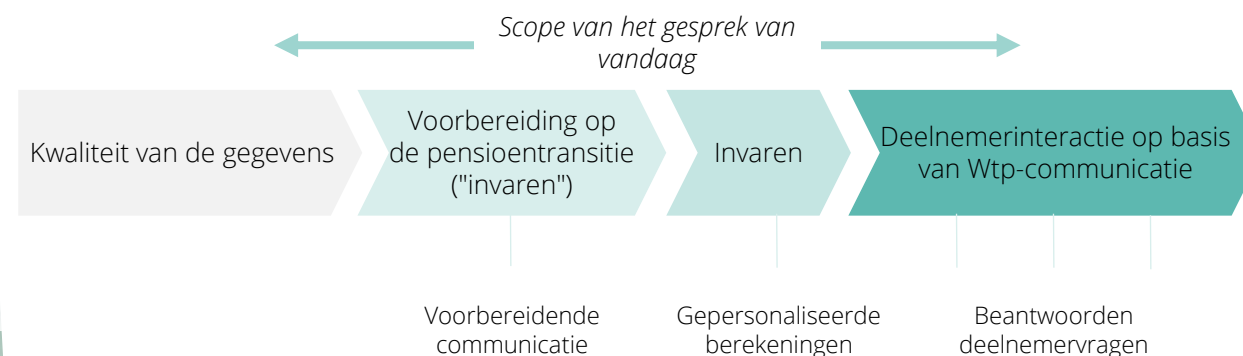 Scope van het gesprek van
vandaag
Kwaliteit van de gegevens
Voorbereiding op
de pensioentransitie
("invaren")
Invaren
Deelnemerinteractie op basis
van Wtp-communicatie
Voorbereidende
communicatie
Gepersonaliseerde
berekeningen
Beantwoorden
deelnemervragen